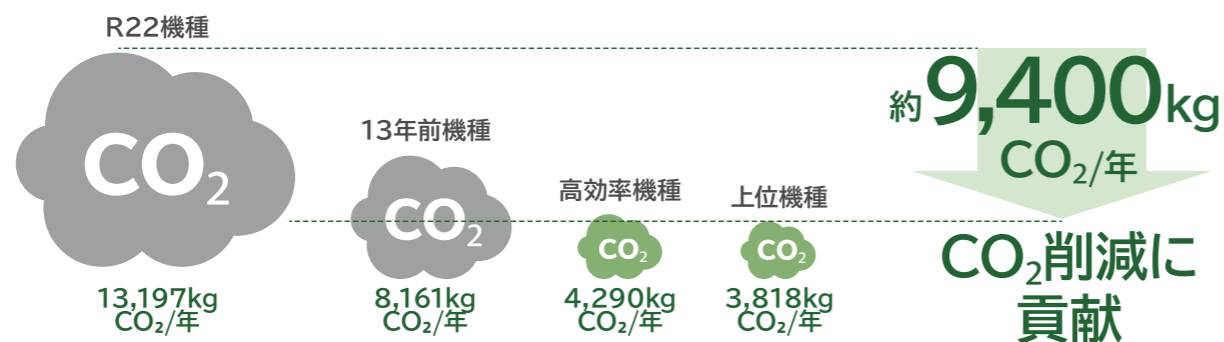 R22機種
CO₂
13,197kg
CO₂/年
13年前機種
CO₂
8,161kg
CO₂/年
高効率機種
CO₂
4,290kg
CO₂/年
上位機種
CO₂
3,818kg
CO₂/年
約9,400kg
CO₂/年
CO₂削減に
貢献